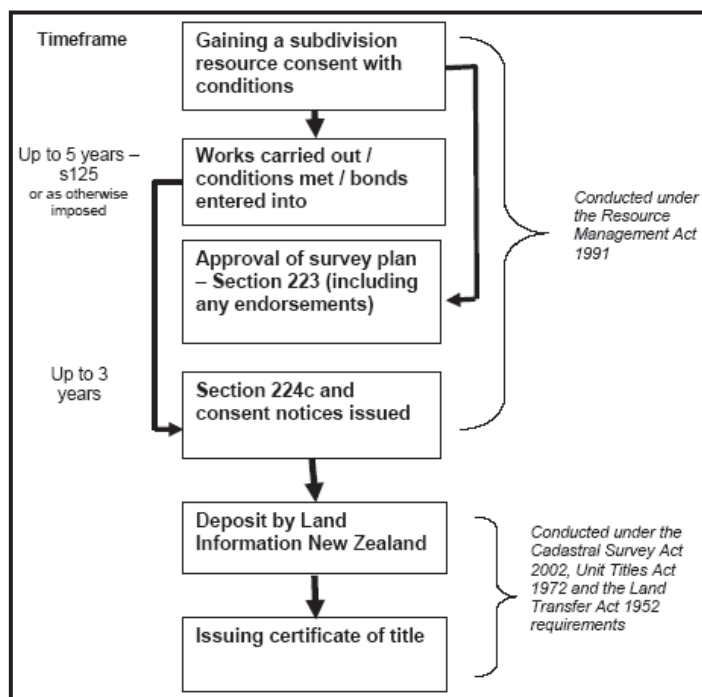 Timeframe
Gaining a subdivision
resource consent with
conditions
Up to 5 years –
s125
or as otherwise
imposed
Works carried out /
conditions met / bonds
entered into
Conducted under
the Resource
Management Act
1991
Approval of survey plan
– Section 223 (including
any endorsements)
Up to 3
years
Section 224c and
consent notices issued
Deposit by Land
Information New Zealand
Conducted under the
Cadastral Survey Act
2002, Unit Titles Act
1972 and the Land
Transfer Act 1952
requirements
Issuing certificate of title